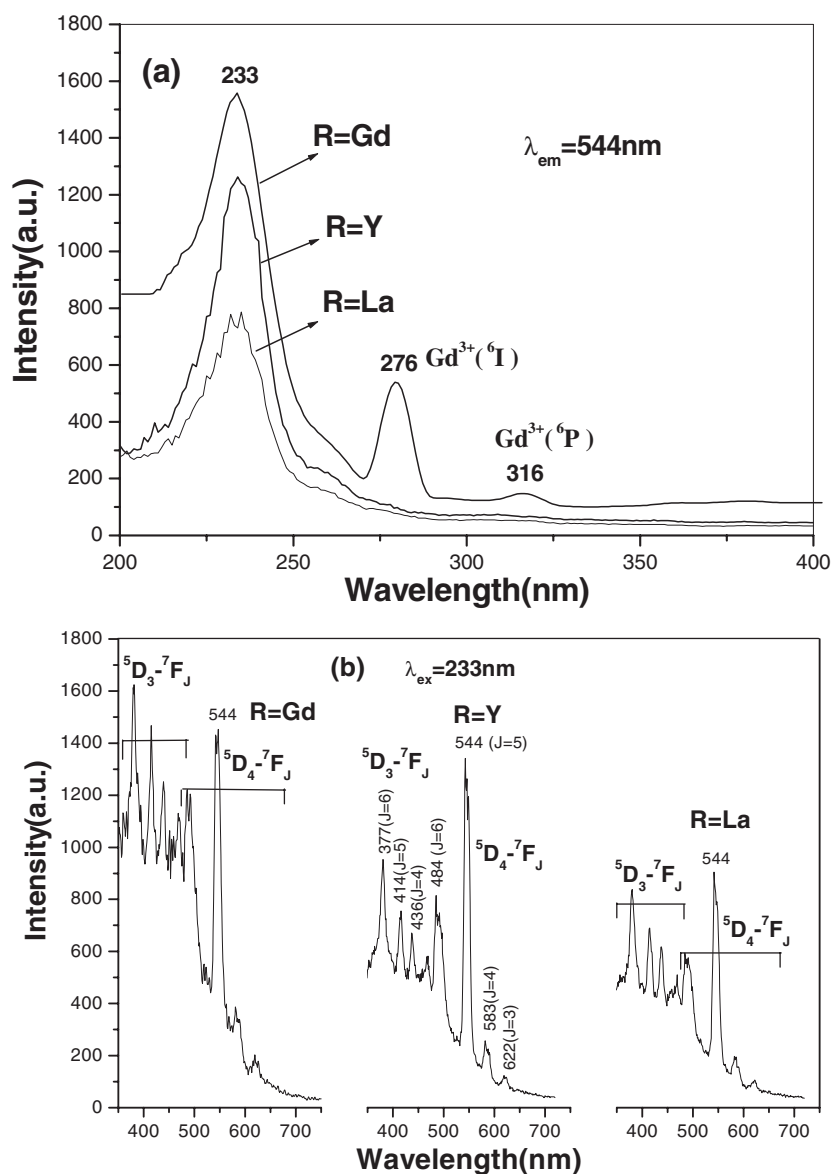 1800
1600
1400
1200
1000
800
600
400
200
0
Intensity(a.u.)
(a)
233
R=Gd
λem=544nm
R=Y
R=La
276
Gd³⁺(⁶I)
Gd³⁺(⁶P)
316
200
250
300
350
400
Wavelength(nm)
1800
1600
1400
1200
1000
800
600
400
200
0
Intensity(a.u.)
⁵D₃-⁷FJ
(b)
λex=233nm
544
R=Gd
⁵D₄-⁷FJ
R=Y
544 (J=5)
⁵D₃-⁷FJ
377(J=6)
414(J=5)
436(J=4)
484 (J=6)
⁵D₄-⁷FJ
583(J=4)
622(J=3)
R=La
544
⁵D₃-⁷FJ
⁵D₄-⁷FJ
400 500 600 700
400 500 600 700
400 500 600 700
Wavelength(nm)